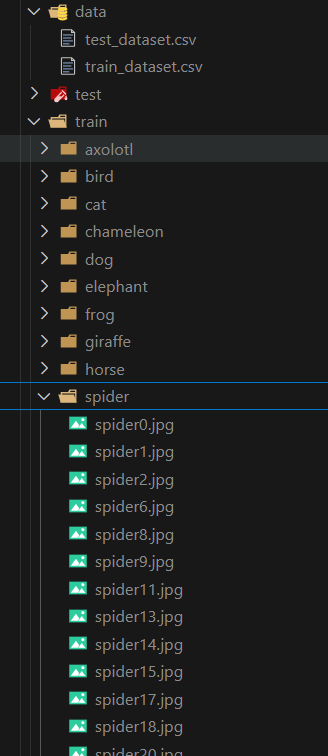 data
test_dataset.csv
train_dataset.csv
test
train
axolotl
bird
cat
chameleon
dog
elephant
frog
giraffe
horse
spider
spider0.jpg
spider1.jpg
spider2.jpg
spider6.jpg
spider8.jpg
spider9.jpg
spider11.jpg
spider13.jpg
spider14.jpg
spider15.jpg
spider17.jpg
spider18.jpg
spider20.jpg